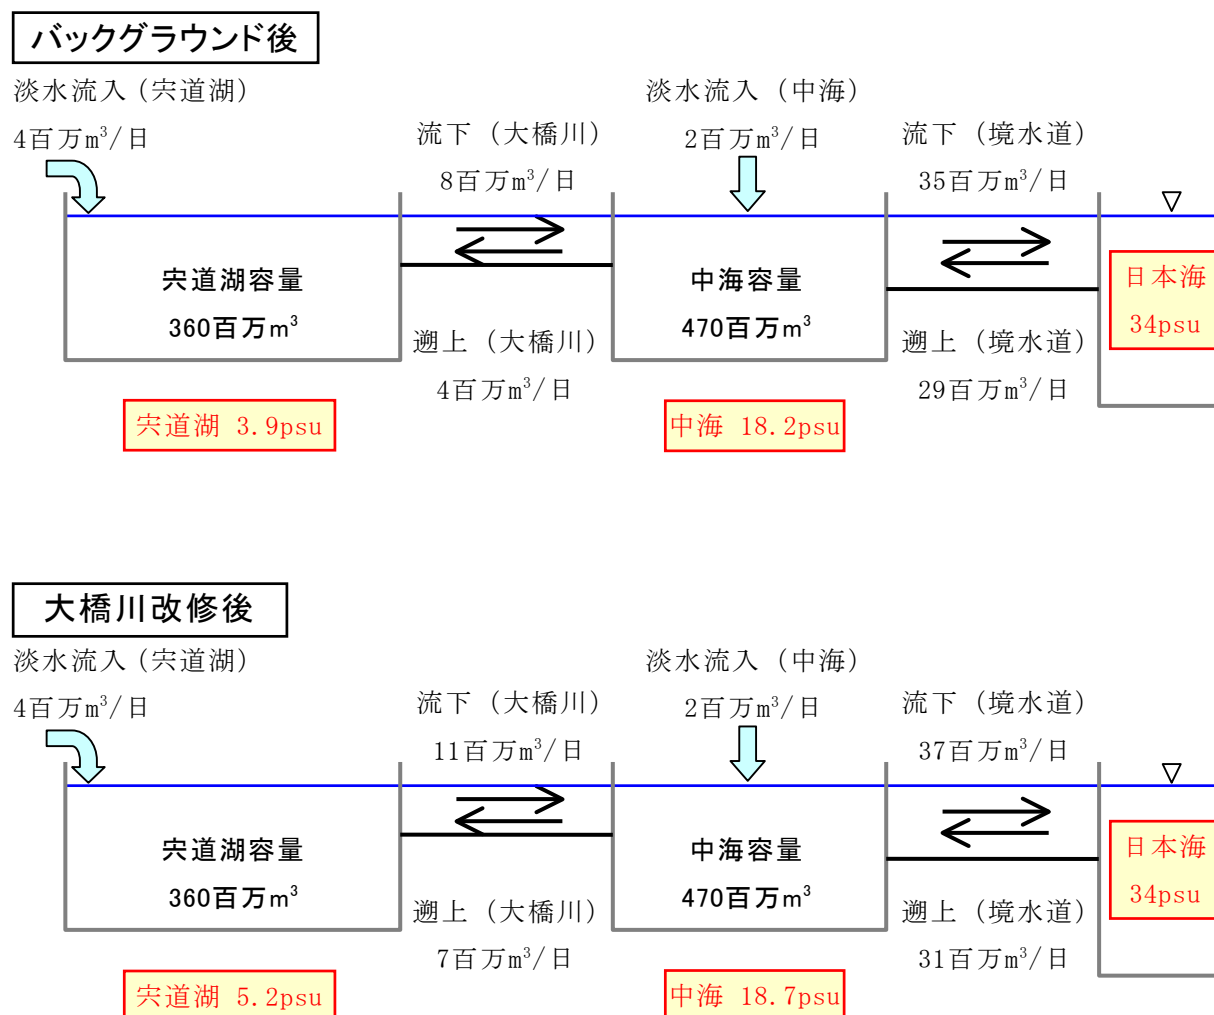 バックグラウンド後
淡水流入(宍道湖)
4百万m³/日
流下(大橋川)
8百万m³/日
淡水流入(中海)
2百万m³/日
流下(境水道)
35百万m³/日
宍道湖容量
360百万m³
中海容量
470百万m³
日本海
34psu
遡上(大橋川)
4百万m³/日
遡上(境水道)
29百万m³/日
宍道湖 3.9psu
中海 18.2psu
大橋川改修後
淡水流入(宍道湖)
4百万m³/日
流下(大橋川)
11百万m³/日
淡水流入(中海)
2百万m³/日
流下(境水道)
37百万m³/日
宍道湖容量
360百万m³
中海容量
470百万m³
日本海
34psu
遡上(大橋川)
7百万m³/日
遡上(境水道)
31百万m³/日
宍道湖 5.2psu
中海 18.7psu